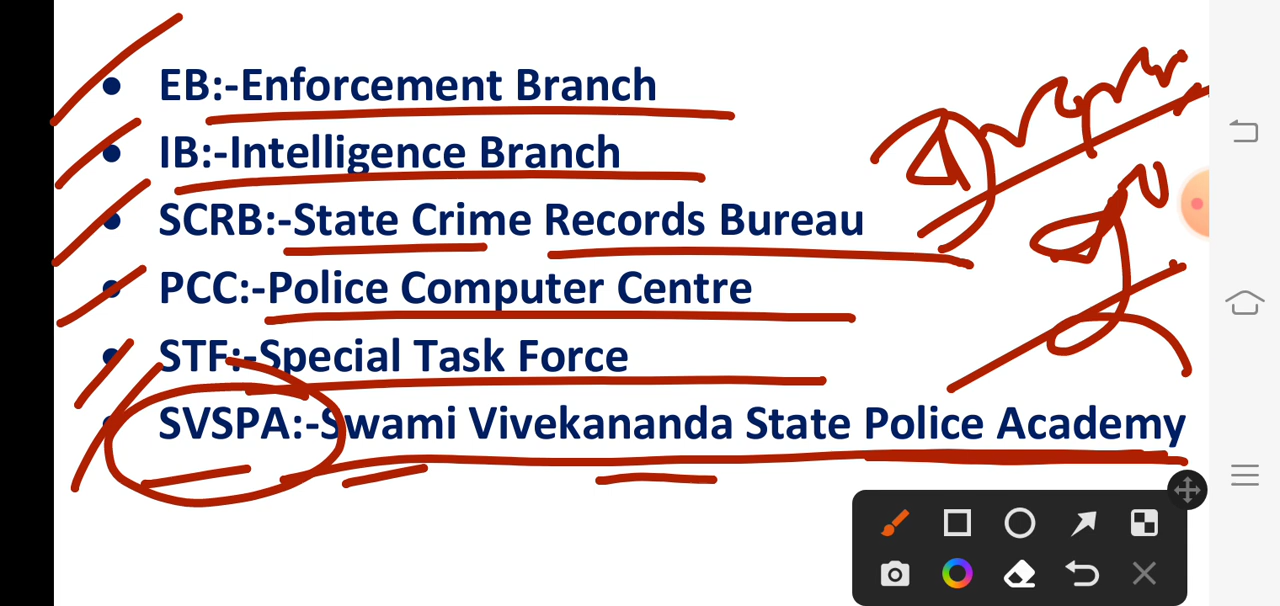 EB:-Enforcement Branch
IB:-Intelligence Branch
SCRB:-State Crime Records Bureau
PCC:-Police Computer Centre
STF:-Special Task Force
SVSPA:-Swami Vivekananda State Police Academy